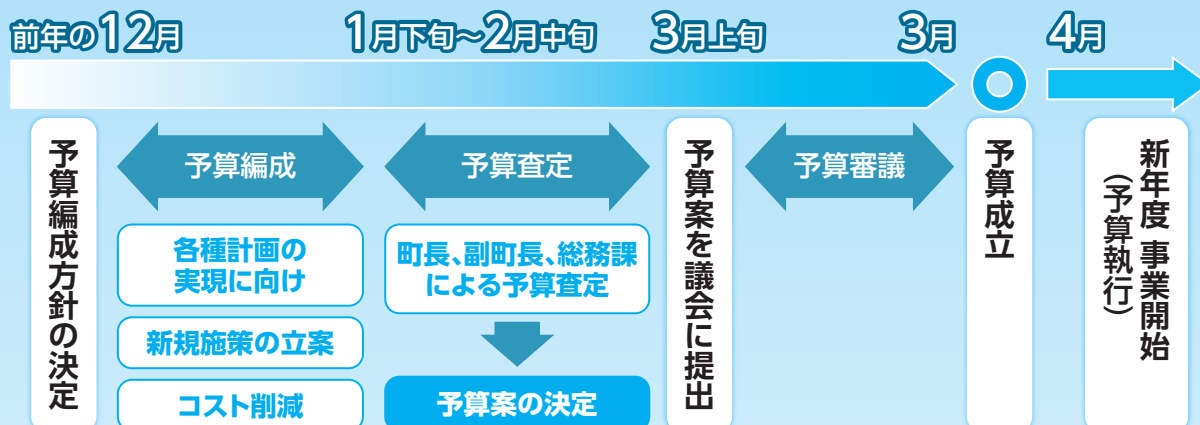 前年の12月
1月下旬～2月中旬
3月上旬
3月
4月
予算編成方針の決定
予算編成
各種計画の
実現に向け
新規施策の立案
コスト削減
予算査定
町長、副町長、総務課
による予算査定
予算案の決定
予算案を議会に提出
予算審議
予算成立
新年度 事業開始
（予算執行）